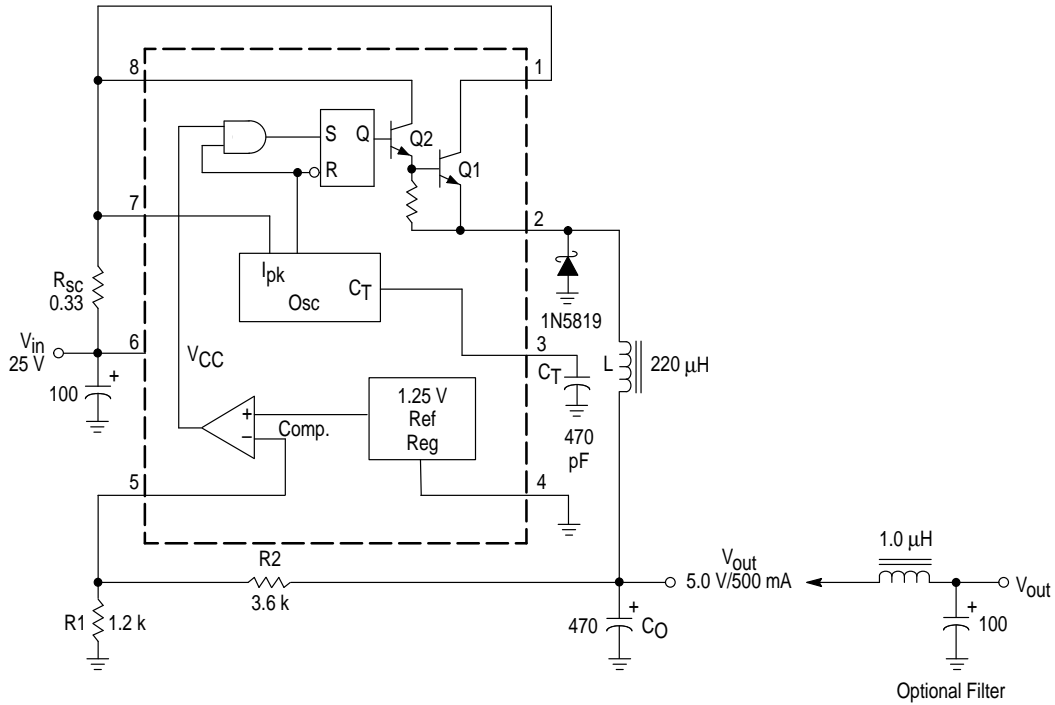 8
1
S Q
Q2
R
Q1
7
2
Ipk
CT
Osc
Rsc
0.33
1N5819
Vin
25 V
6
VCC
3
CT
L
220 µH
100
+
1.25 V
Ref
Reg
+
−
Comp.
470
pF
5
4
R2
3.6 k
Vout
5.0 V/500 mA
1.0 µH
Vout
R1
1.2 k
470
+
CO
+
100
Optional Filter